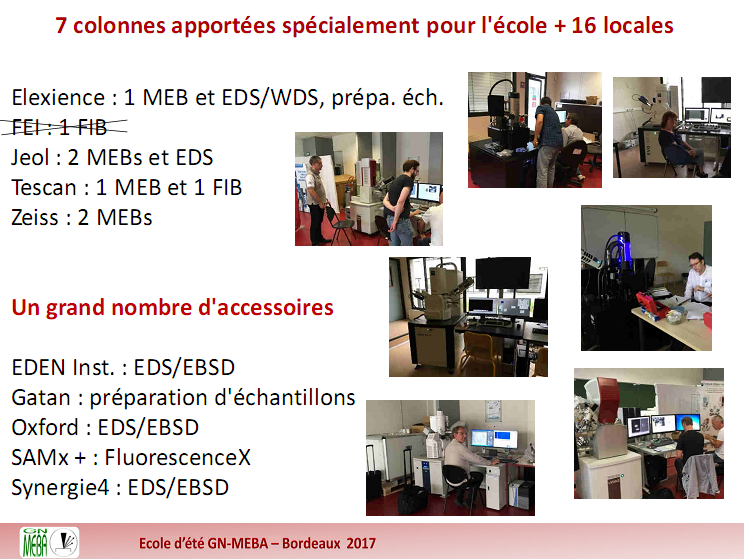 7 colonnes apportées spécialement pour l'école + 16 locales
Elexience : 1 MEB et EDS/WDS, prépa. éch.
FEI : 1 FIB
Jeol : 2 MEBs et EDS
Tescan : 1 MEB et 1 FIB
Zeiss : 2 MEBs
Un grand nombre d'accessoires
EDEN Inst. : EDS/EBSD
Gatan : préparation d'échantillons
Oxford : EDS/EBSD
SAMx + : FluorescenceX
Synergie4 : EDS/EBSD
GN
MEBA
Ecole d'été GN-MEBA – Bordeaux 2017